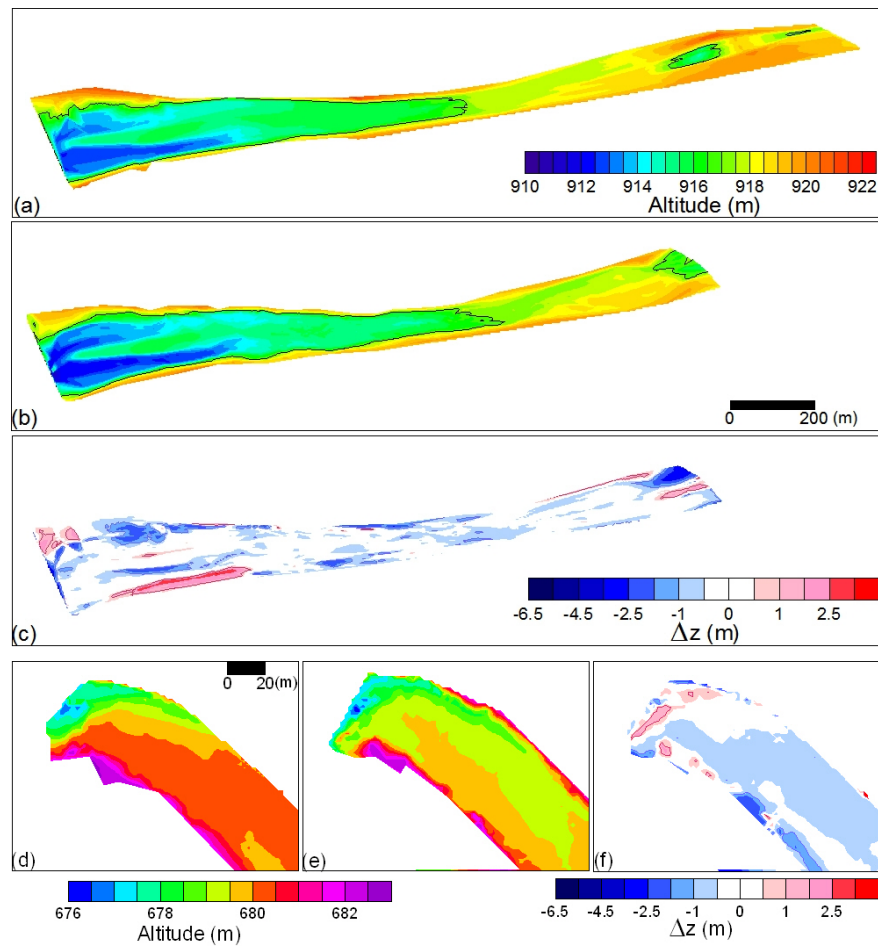 910 912 914 916 918 920 922
Altitude (m)
(a)
(b)
0 200 (m)
-6.5 -4.5 -2.5 -1 0 1 2.5
Δz (m)
(c)
0 20(m)
(d)
(e)
(f)
676 678 680 682
Altitude (m)
-6.5 -4.5 -2.5 -1 0 1 2.5
Δz (m)